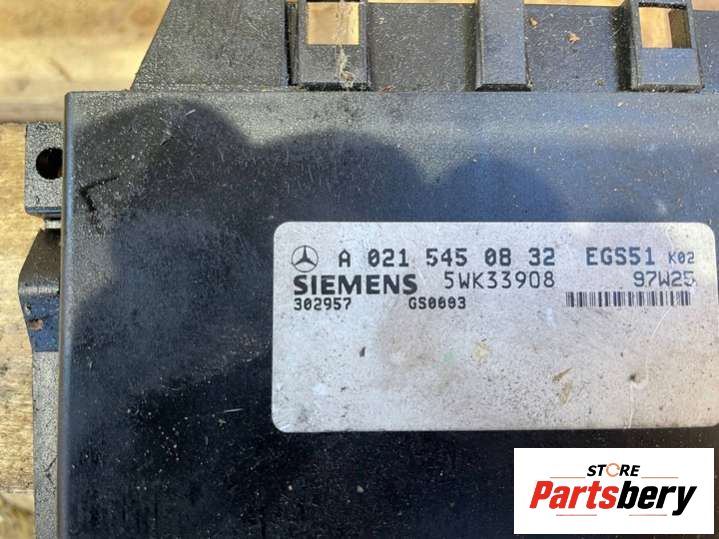 A 021 545 08 32 EGS51 K02
SIEMENS 5WK33908 97W25
302957 GS0003
STORE
Partsbery